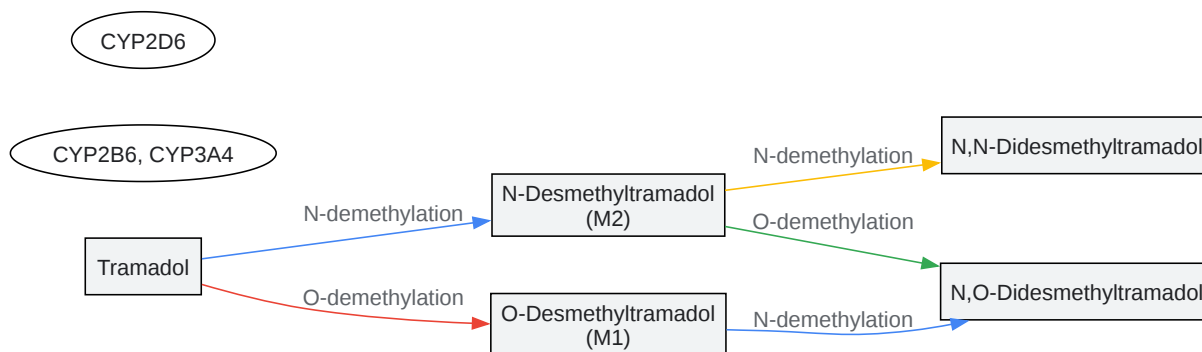 CYP2D6
CYP2B6, CYP3A4
Tramadol
N-demethylation
O-demethylation
N-Desmethyltramadol
(M2)
O-Desmethyltramadol
(M1)
N-demethylation
O-demethylation
N-demethylation
N,N-Didesmethyltramadol
N,O-Didesmethyltramadol